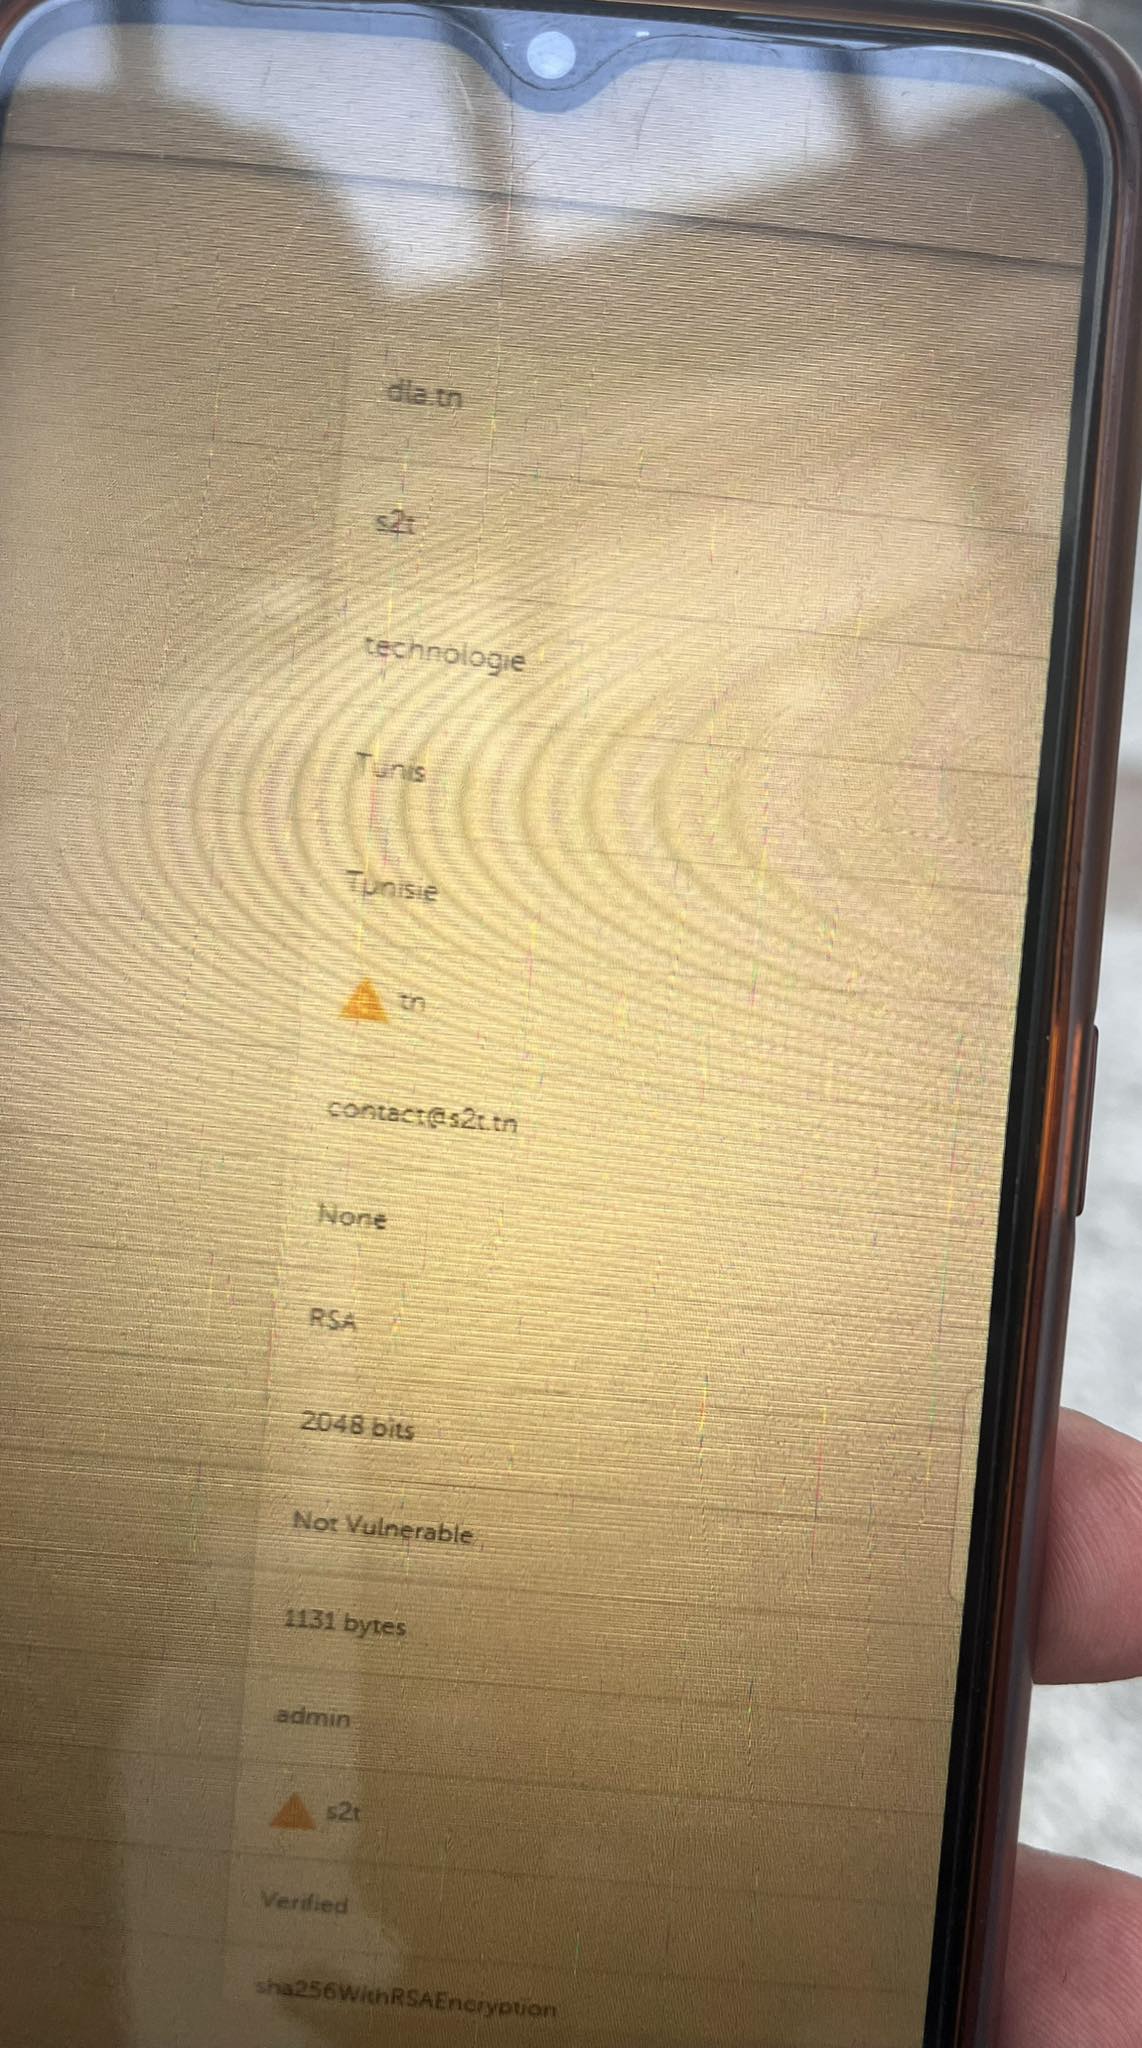 dla.tn
s2t
technologie
Tunis
Tunisie
tn
contact@s2t.tn
None
RSA
2048 bits
Not Vulnerable
1131 bytes
admin
s2t
Verified
sha256WithRSAEncryption